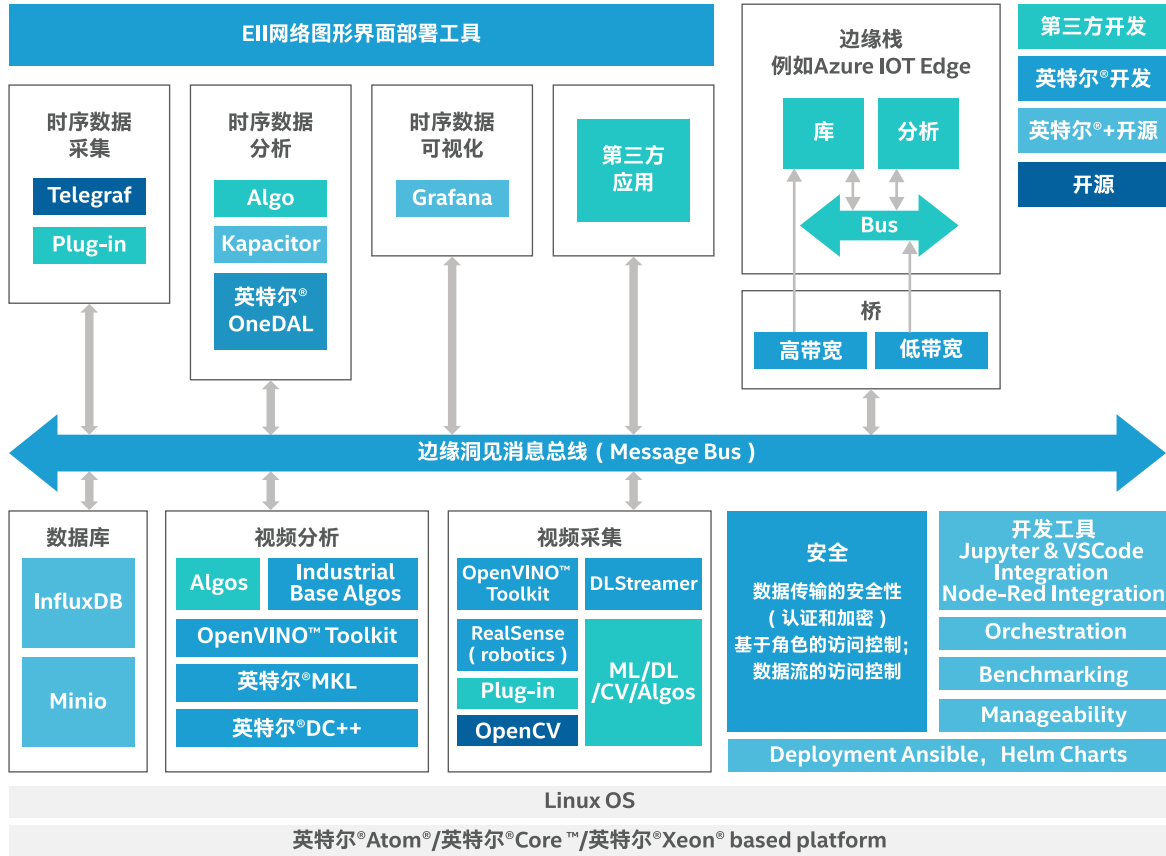 EII网络图形界面部署工具
时序数据
采集
Telegraf
Plug-in
时序数据
分析
Algo
Kapacitor
英特尔®
OneDAL
时序数据
可视化
Grafana
第三方
应用
边缘栈
例如Azure IOT Edge
库
分析
Bus
桥
高带宽
低带宽
第三方开发
英特尔®开发
英特尔®+开源
开源
边缘洞见消息总线（Message Bus）
数据库
InfluxDB
Minio
视频分析
Algos
Industrial
Base Algos
OpenVINO™ Toolkit
英特尔®MKL
英特尔®DC++
视频采集
OpenVINO™
Toolkit
DLStreamer
RealSense
（robotics）
Plug-in
OpenCV
ML/DL
/CV/Algos
安全
数据传输的安全性
（认证和加密）
基于角色的访问控制；
数据流的访问控制
开发工具
Jupyter & VSCode
Integration
Node-Red Integration
Orchestration
Benchmarking
Manageability
Deployment Ansible，Helm Charts
Linux OS
英特尔®Atom®/英特尔®Core ™/英特尔®Xeon® based platform